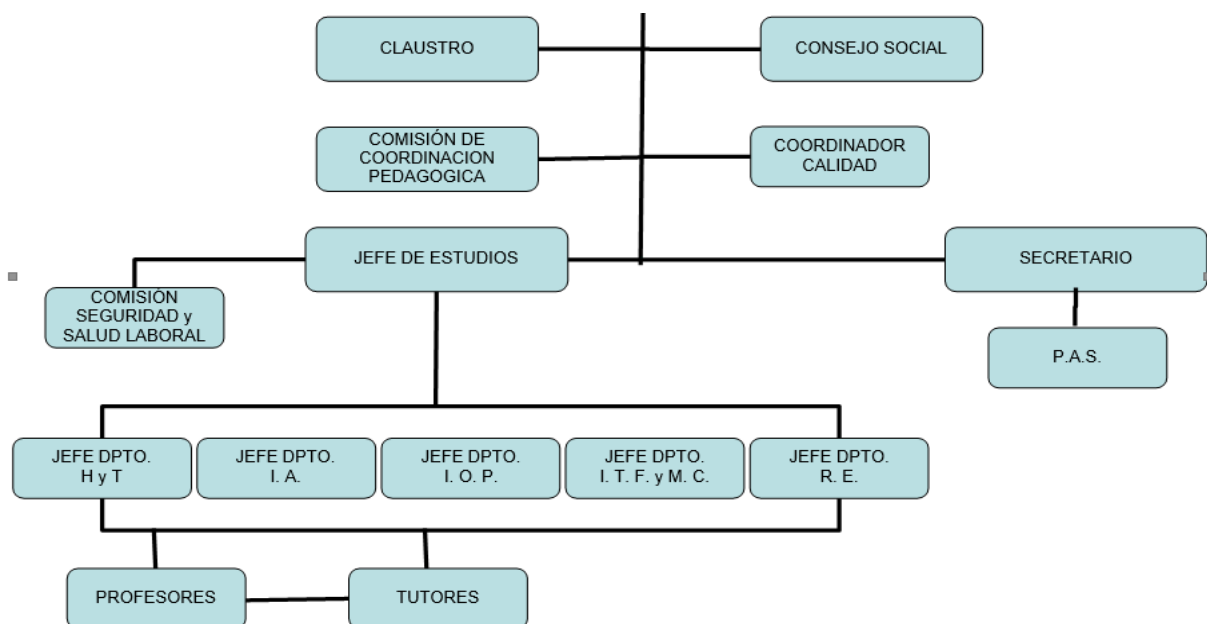 CLAUSTRO
CONSEJO SOCIAL
COMISIÓN DE
COORDINACION
PEDAGOGICA
COORDINADOR
CALIDAD
JEFE DE ESTUDIOS
SECRETARIO
COMISIÓN
SEGURIDAD y
SALUD LABORAL
P.A.S.
JEFE DPTO.
H y T
JEFE DPTO.
I. A.
JEFE DPTO.
I. O. P.
JEFE DPTO.
I. T. F. y M. C.
JEFE DPTO.
R. E.
PROFESORES
TUTORES